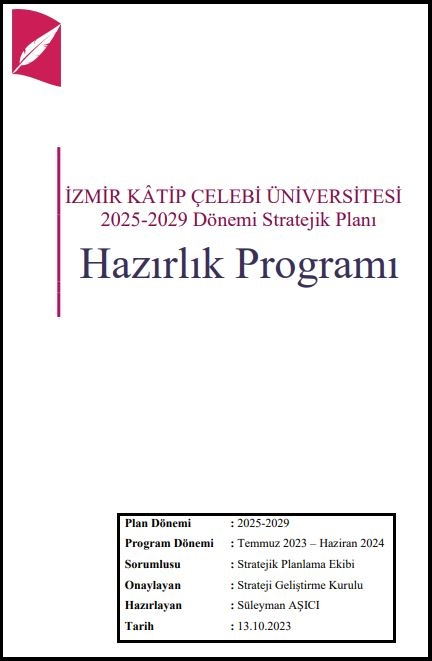 İZMİR KÂTİP ÇELEBİ ÜNİVERSİTESİ
2025-2029 Dönemi Stratejik Planı
Hazırlık Programı
Plan Dönemi : 2025-2029
Program Dönemi : Temmuz 2023 – Haziran 2024
Sorumlusu : Stratejik Planlama Ekibi
Onaylayan : Strateji Geliştirme Kurulu
Hazırlayan : Süleyman AŞICI
Tarih : 13.10.2023